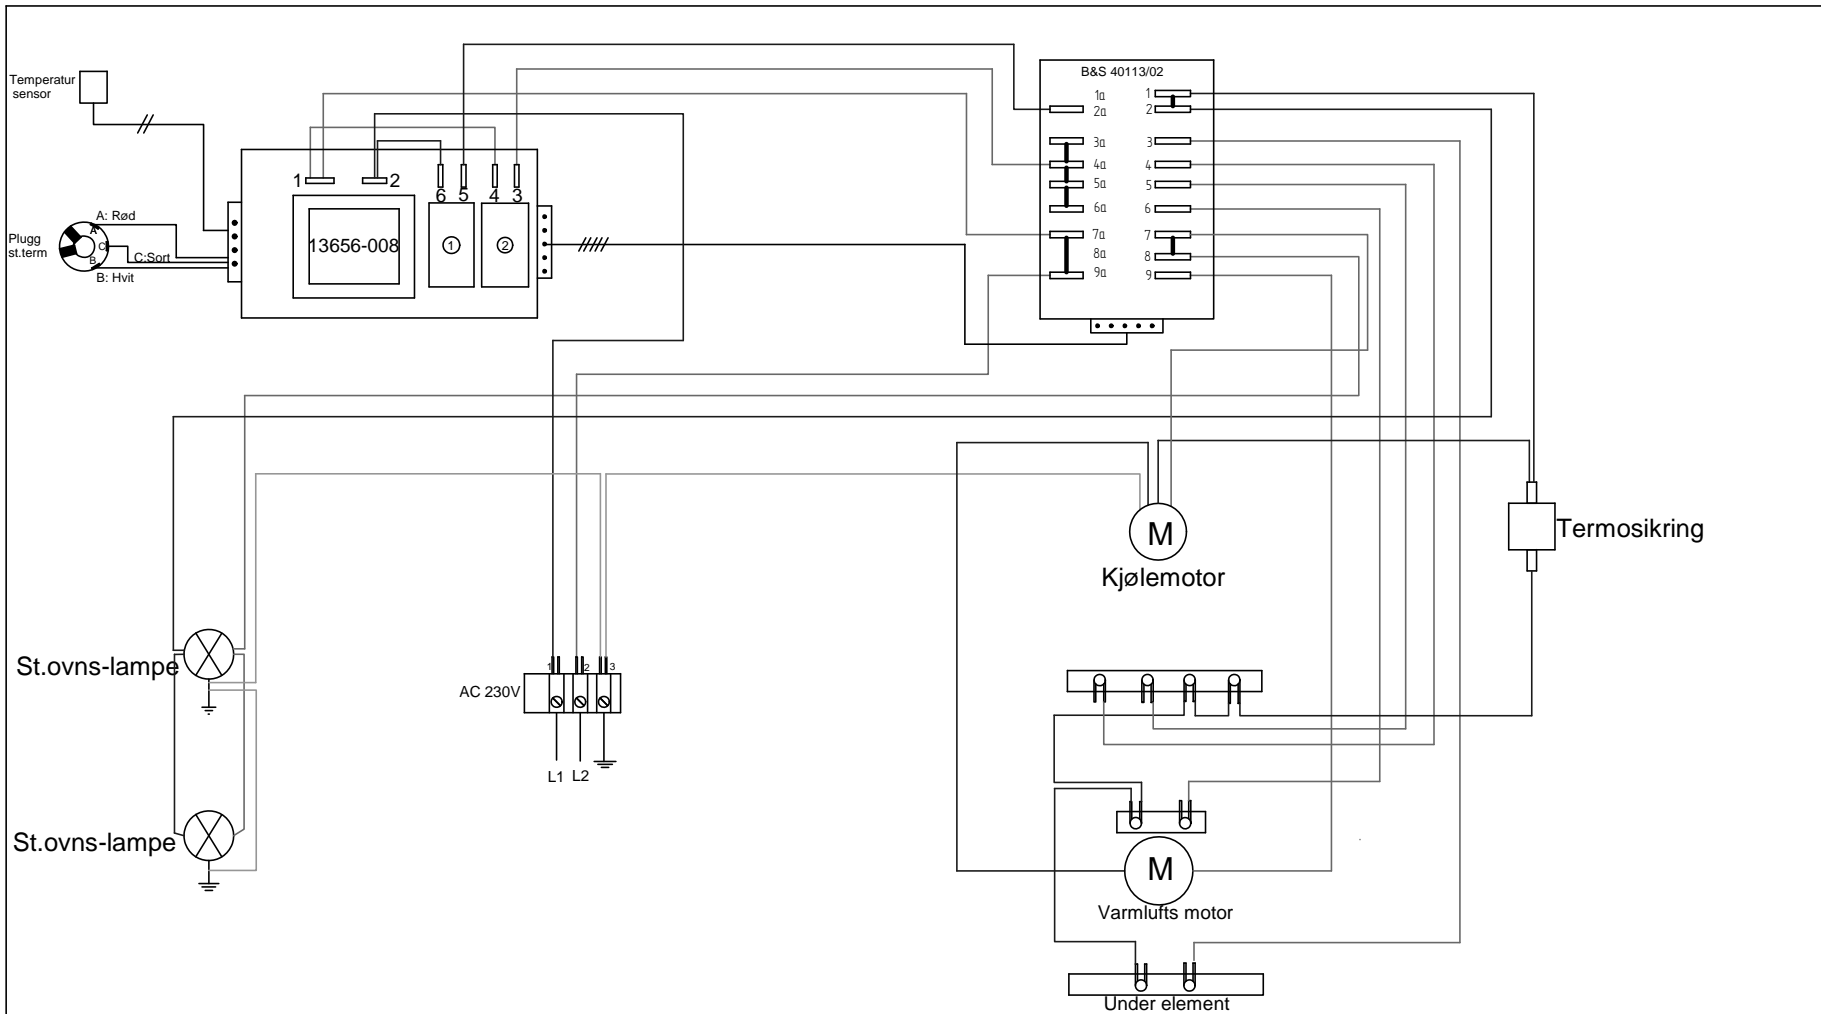 Temperatur
sensor
B&S 40113/02
1a 1
2a 2
3a 3
4a 4
5a 5
6a 6
7a 7
8a 8
9a 9
1 2 6 5 4 3
13656-008 1 2
Plugg
st.term
A: Rød
A
C
B
C:Sort
B: Hvit
M
Kjølemotor
Termosikring
St.ovns-lampe
1 2 3
AC 230V
L1 L2
St.ovns-lampe
M
Varmlufts motor
Under element